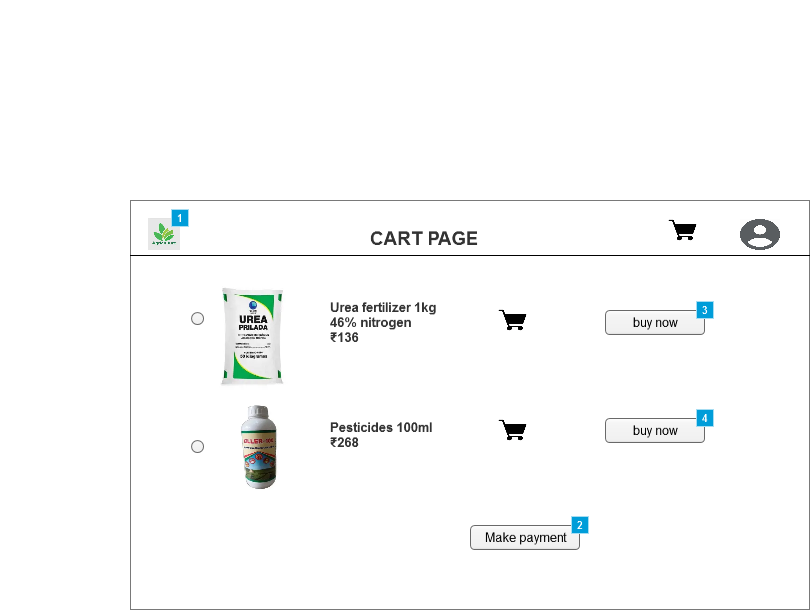 1
CART PAGE
UREA
PRILADA
Urea fertilizer 1kg
46% nitrogen
₹136
3
buy now
Pesticides 100ml
₹268
4
buy now
2
Make payment